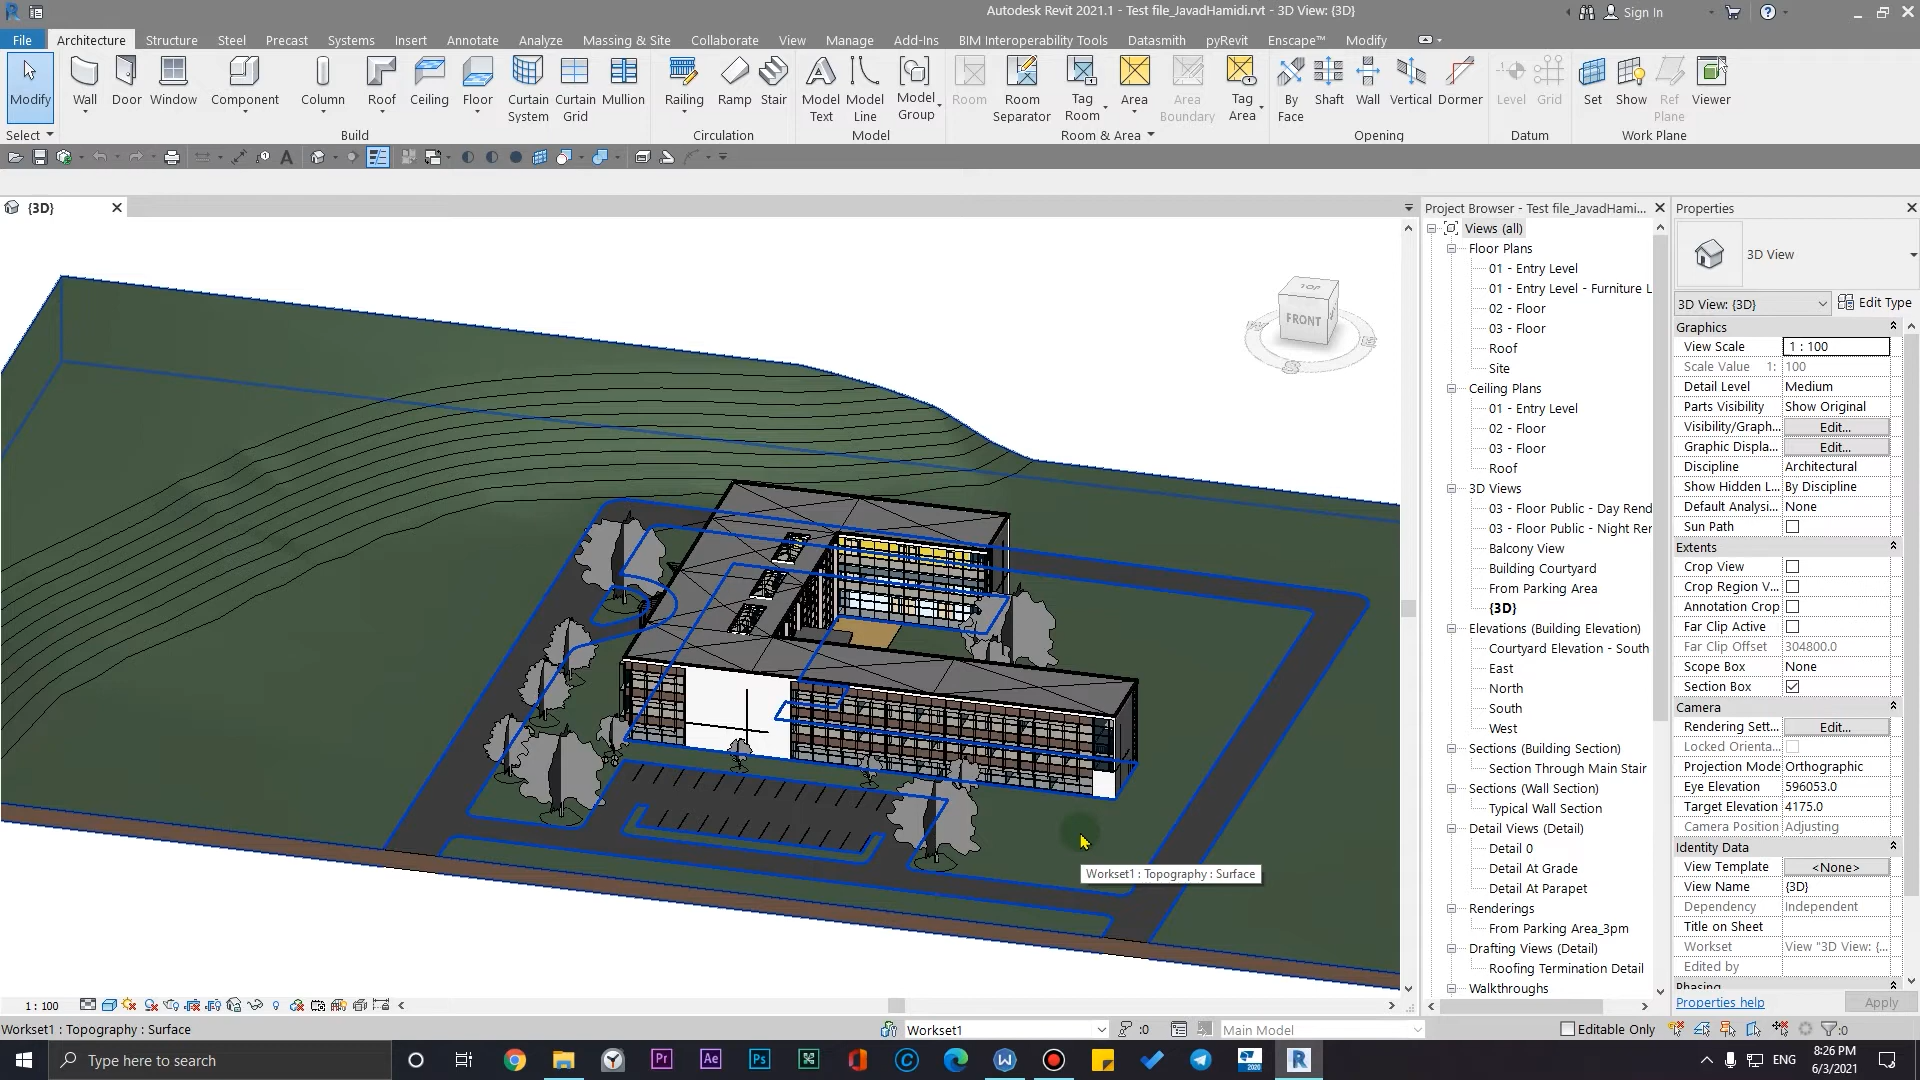 Autodesk Revit 2021.1 - Test file_JavadHamidi.rvt - 3D View: {3D}
Sign In
File Architecture Structure Steel Precast Systems Insert Annotate Analyze Massing & Site Collaborate View Manage Add-Ins BIM Interoperability Tools Datasmith pyRevit Enscape™ Modify
Modify Wall Door Window Component Column Roof Ceiling Floor Curtain System Curtain Grid Mullion Railing Ramp Stair Model Text Model Line Model Group Room Room Separator Tag Room Area Area Boundary Tag Area By Face Shaft Wall Vertical Dormer Level Grid Set Show Ref Plane Viewer
Select Build Circulation Model Room & Area Opening Datum Work Plane
{3D}
TOP
FRONT
Workset1 : Topography : Surface
Project Browser - Test file_JavadHami...
Views (all)
Floor Plans
01 - Entry Level
01 - Entry Level - Furniture L
02 - Floor
03 - Floor
Roof
Site
Ceiling Plans
01 - Entry Level
02 - Floor
03 - Floor
Roof
3D Views
03 - Floor Public - Day Rend
03 - Floor Public - Night Rer
Balcony View
Building Courtyard
From Parking Area
{3D}
Elevations (Building Elevation)
Courtyard Elevation - South
East
North
South
West
Sections (Building Section)
Section Through Main Stair
Sections (Wall Section)
Typical Wall Section
Detail Views (Detail)
Detail 0
Detail At Grade
Detail At Parapet
Renderings
From Parking Area_3pm
Drafting Views (Detail)
Roofing Termination Detail
Walkthroughs
Properties
3D View
3D View: {3D} Edit Type
Graphics
View Scale 1 : 100
Scale Value 1: 100
Detail Level Medium
Parts Visibility Show Original
Visibility/Graph... Edit...
Graphic Displa... Edit...
Discipline Architectural
Show Hidden L... By Discipline
Default Analysi... None
Sun Path
Extents
Crop View
Crop Region V...
Annotation Crop
Far Clip Active
Far Clip Offset 304800.0
Scope Box None
Section Box
Camera
Rendering Sett... Edit...
Locked Orienta...
Projection Mode Orthographic
Eye Elevation 596053.0
Target Elevation 4175.0
Camera Position Adjusting
Identity Data
View Template <None>
View Name {3D}
Dependency Independent
Title on Sheet
Workset View "3D View: {...
Edited by
Phasing
Properties help Apply
1 : 100
Workset1 : Topography : Surface
Workset1 :0 Main Model Editable Only :0
Type here to search
Pr Ae Ps 2020 R
ENG
8:26 PM
6/3/2021